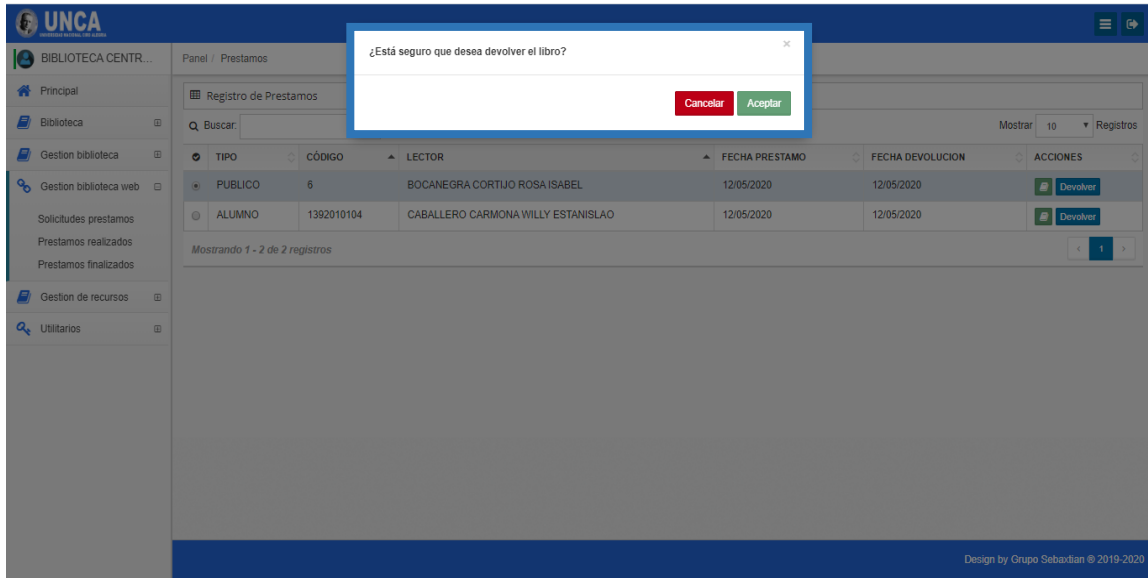 UNCA
BIBLIOTECA CENTR...
Panel / Prestamos
¿Está seguro que desea devolver el libro?
×
Cancelar
Aceptar
Principal
Biblioteca
Gestion biblioteca
Gestion biblioteca web
Solicitudes prestamos
Prestamos realizados
Prestamos finalizados
Gestion de recursos
Utilitarios
Registro de Prestamos
Buscar:
Mostrar 10 Registros
TIPO CÓDIGO LECTOR FECHA PRESTAMO FECHA DEVOLUCION ACCIONES
PUBLICO 6 BOCANEGRA CORTIJO ROSA ISABEL 12/05/2020 12/05/2020 Devolver
ALUMNO 1392010104 CABALLERO CARMONA WILLY ESTANISLAO 12/05/2020 12/05/2020 Devolver
Mostrando 1 - 2 de 2 registros
< 1 >
Design by Grupo Sebaxtian ® 2019-2020